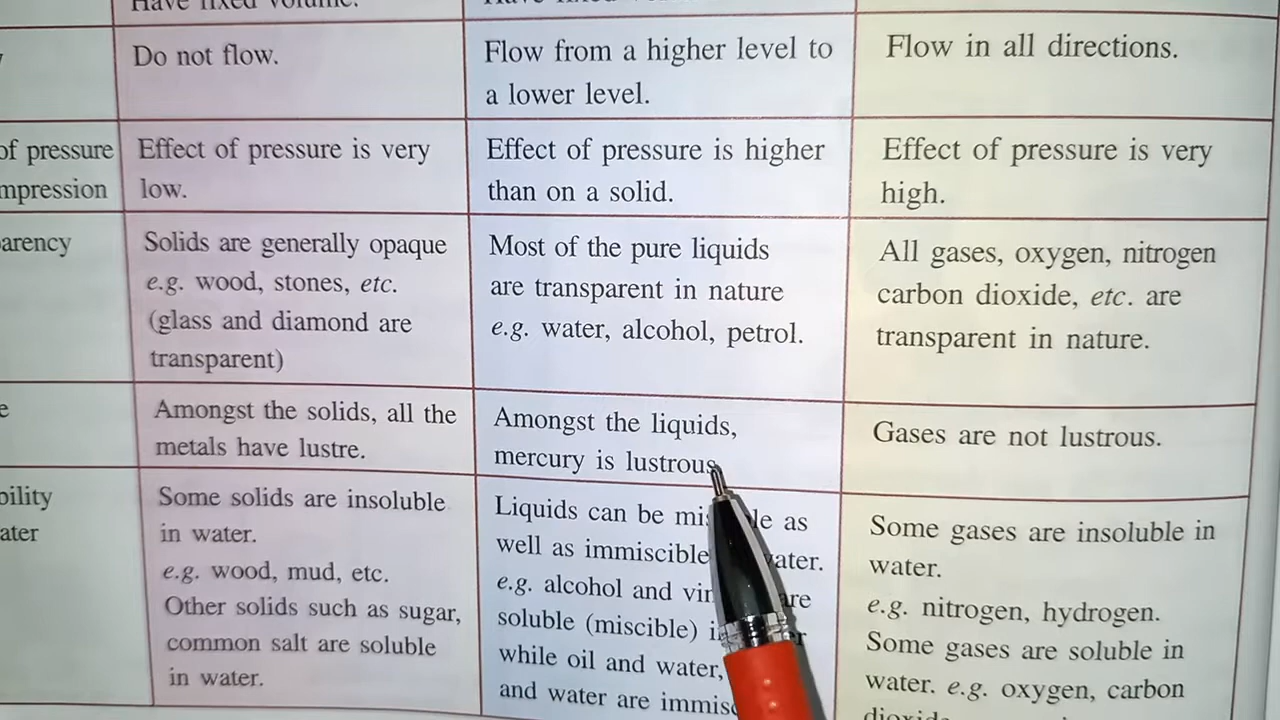 Have fixed volume.
Do not flow.
Flow from a higher level to
a lower level.
Flow in all directions.
of pressure
mpression
Effect of pressure is very
low.
Effect of pressure is higher
than on a solid.
Effect of pressure is very
high.
arency
Solids are generally opaque
e.g. wood, stones, etc.
(glass and diamond are
transparent)
Most of the pure liquids
are transparent in nature
e.g. water, alcohol, petrol.
All gases, oxygen, nitrogen
carbon dioxide, etc. are
transparent in nature.
e
Amongst the solids, all the
metals have lustre.
Amongst the liquids,
mercury is lustrous
Gases are not lustrous.
bility
ater
Some solids are insoluble
in water.
e.g. wood, mud, etc.
Other solids such as sugar,
common salt are soluble
in water.
Liquids can be as
well as immiscible water.
e.g. alcohol and are
soluble (miscible)
while oil and water,
and water are
Some gases are insoluble in
water.
e.g. nitrogen, hydrogen.
Some gases are soluble in
water. e.g. oxygen, carbon